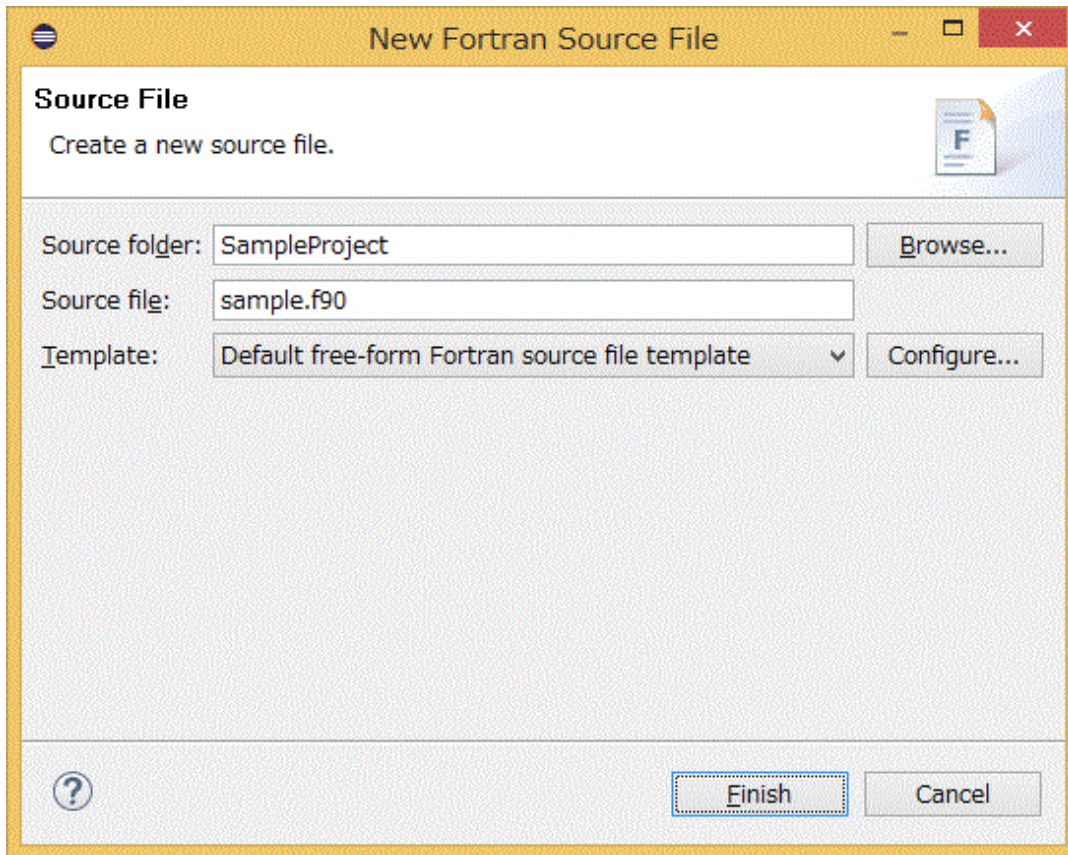 New Fortran Source File
Source File
Create a new source file.
F
Source folder: SampleProject Browse...
Source file: sample.f90
Template: Default free-form Fortran source file template Configure...
?
Finish Cancel